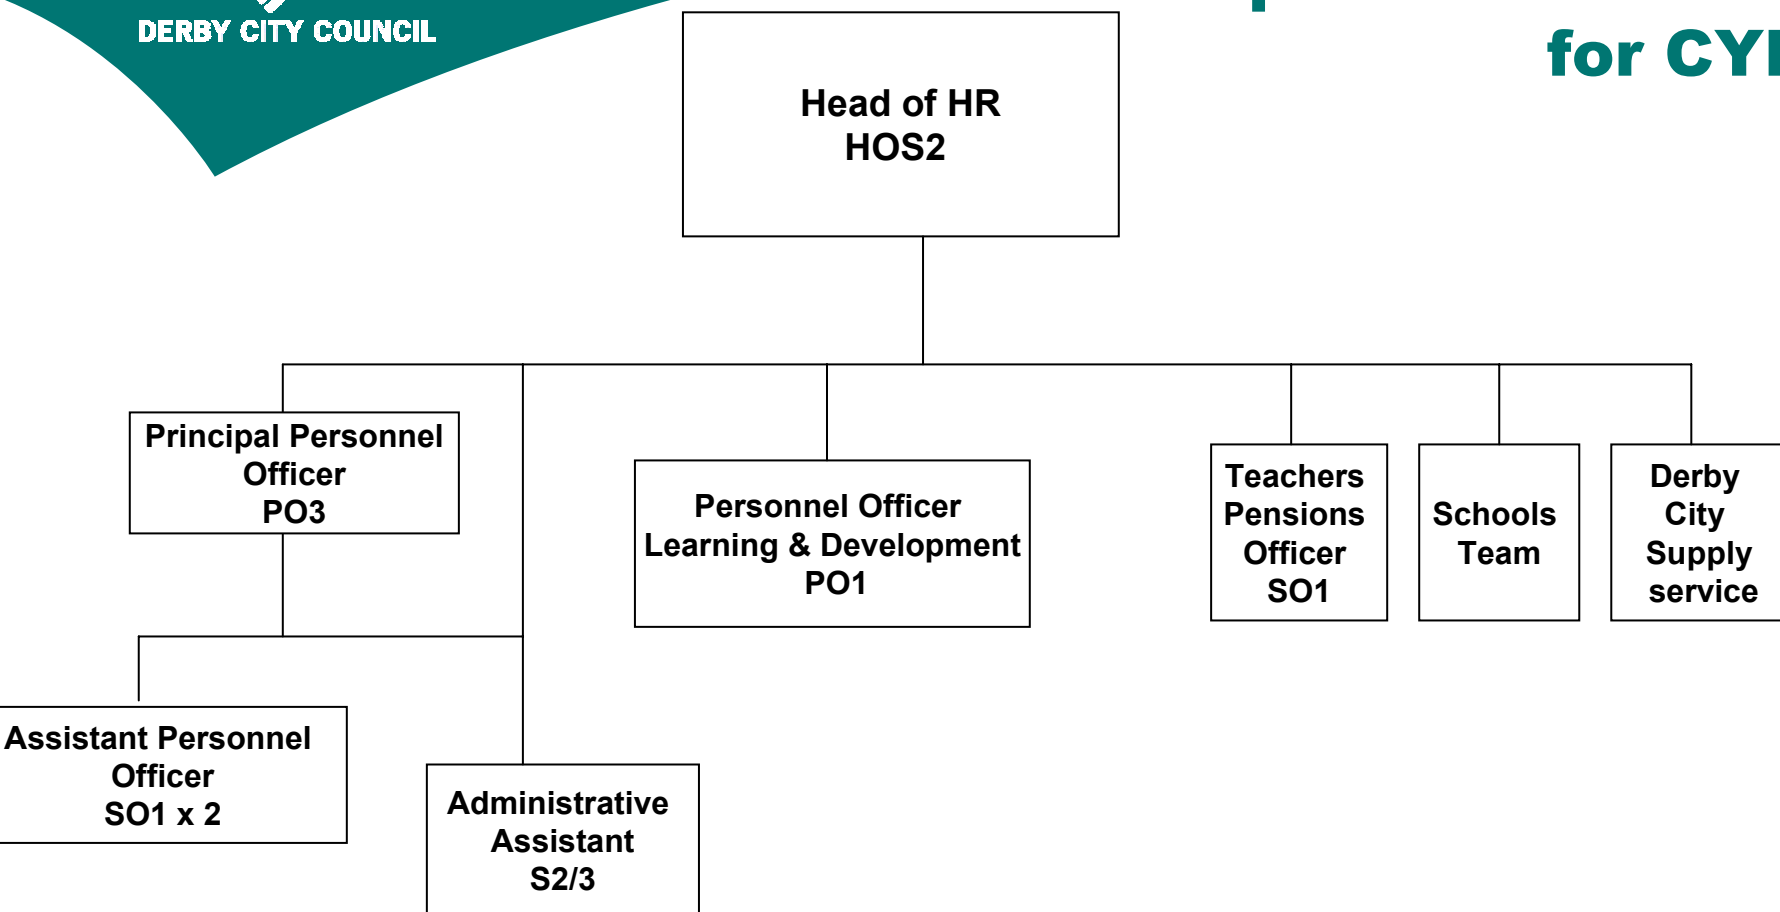 DERBY CITY COUNCIL
for
Head of HR
HOS2
Principal Personnel
Officer
PO3
Personnel Officer
Learning & Development
PO1
Teachers
Pensions
Officer
SO1
Schools
Team
Derby
City
Supply
service
Assistant Personnel
Officer
SO1 x 2
Administrative
Assistant
S2/3